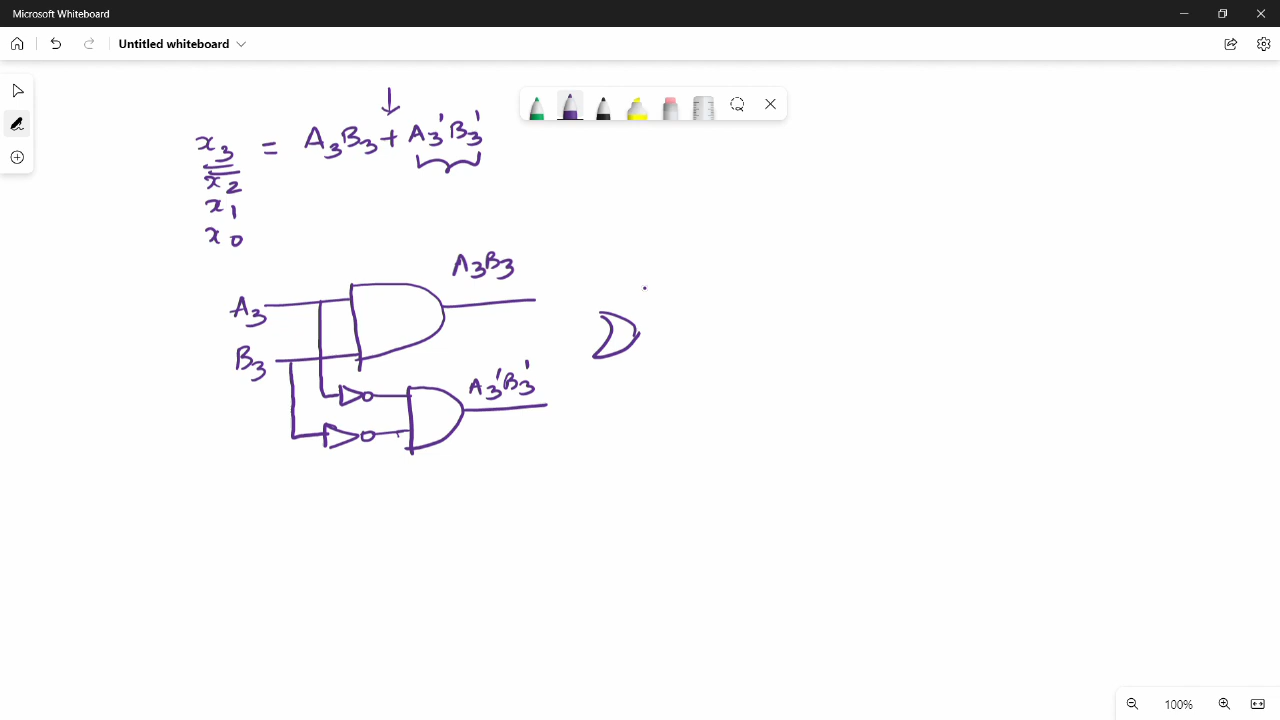 Microsoft Whiteboard
Untitled whiteboard
x₃ = A₃B₃ + A₃'B₃'
x₂
x₁
x₀
A₃B₃
A₃
B₃
A₃'B₃'
100%